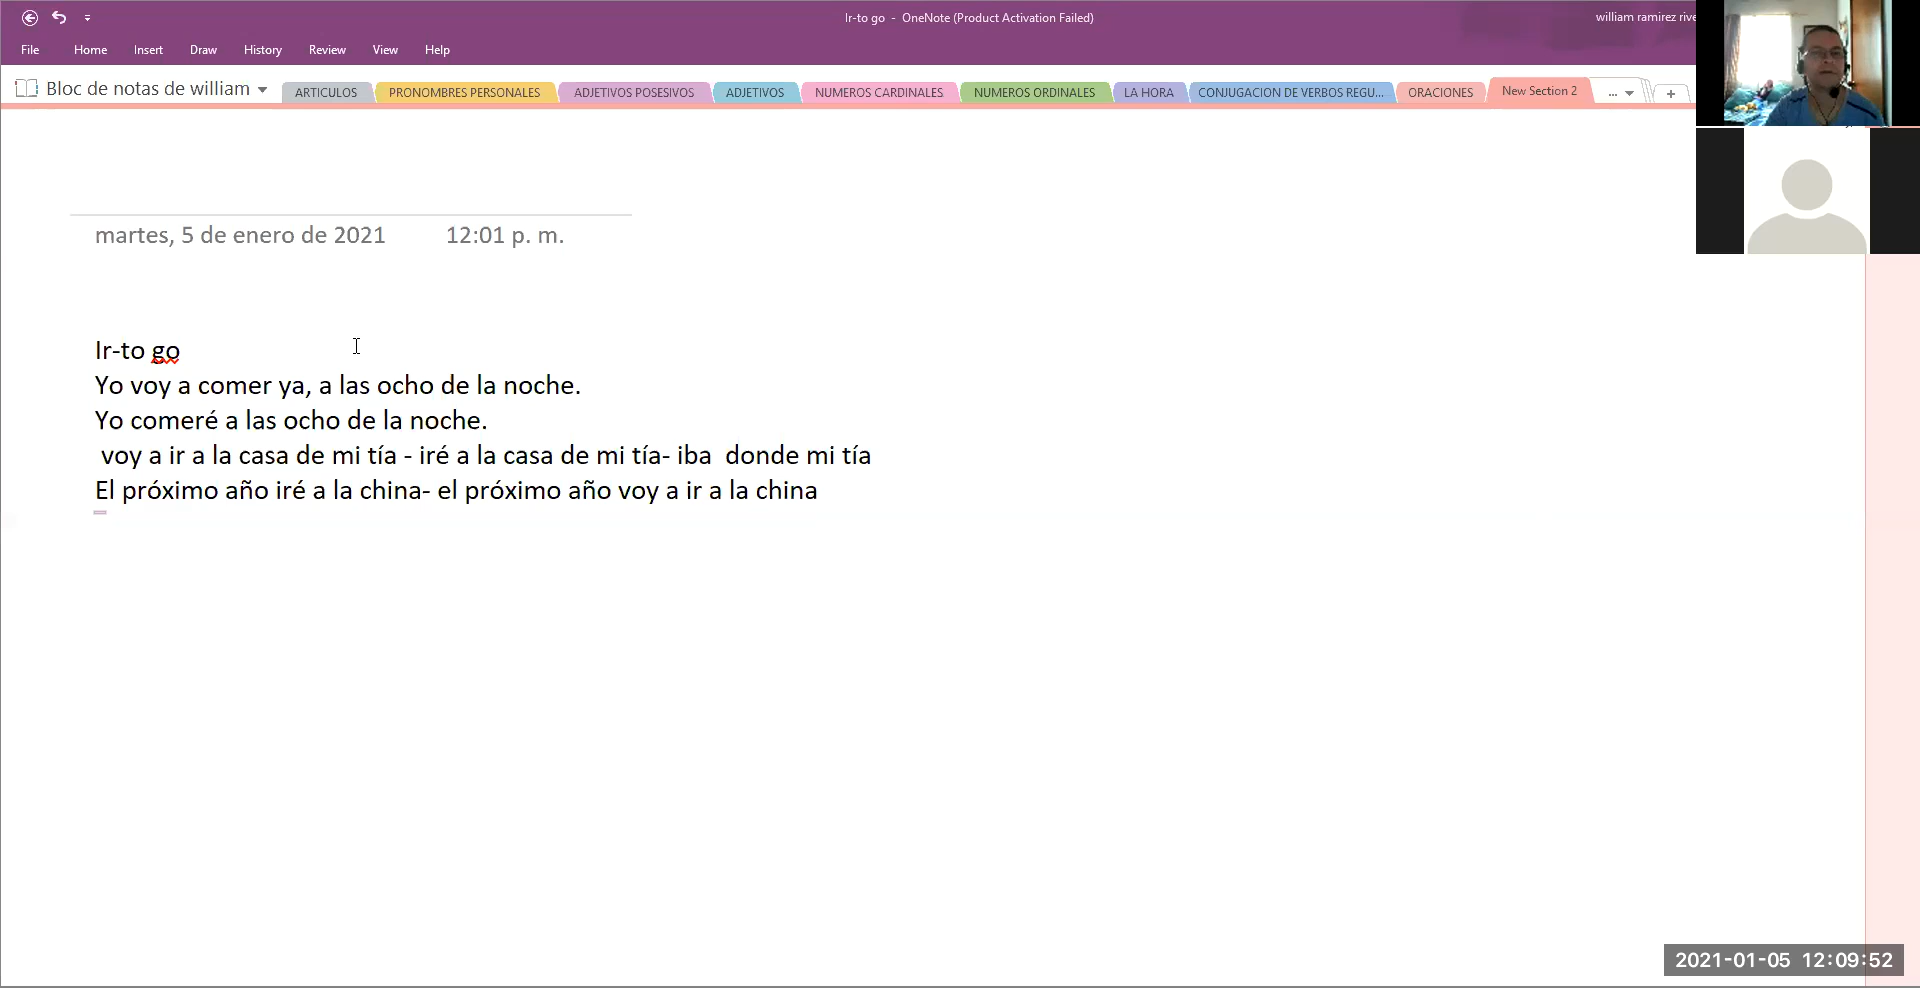 Ir-to go - OneNote (Product Activation Failed)
william ramirez rive
File Home Insert Draw History Review View Help
Bloc de notas de william ARTICULOS PRONOMBRES PERSONALES ADJETIVOS POSESIVOS ADJETIVOS NUMEROS CARDINALES NUMEROS ORDINALES LA HORA CONJUGACION DE VERBOS REGU... ORACIONES New Section 2 ...
martes, 5 de enero de 2021 12:01 p. m.
Ir-to go
Yo voy a comer ya, a las ocho de la noche.
Yo comeré a las ocho de la noche.
voy a ir a la casa de mi tía - iré a la casa de mi tía- iba donde mi tía
El próximo año iré a la china- el próximo año voy a ir a la china
2021-01-05 12:09:52